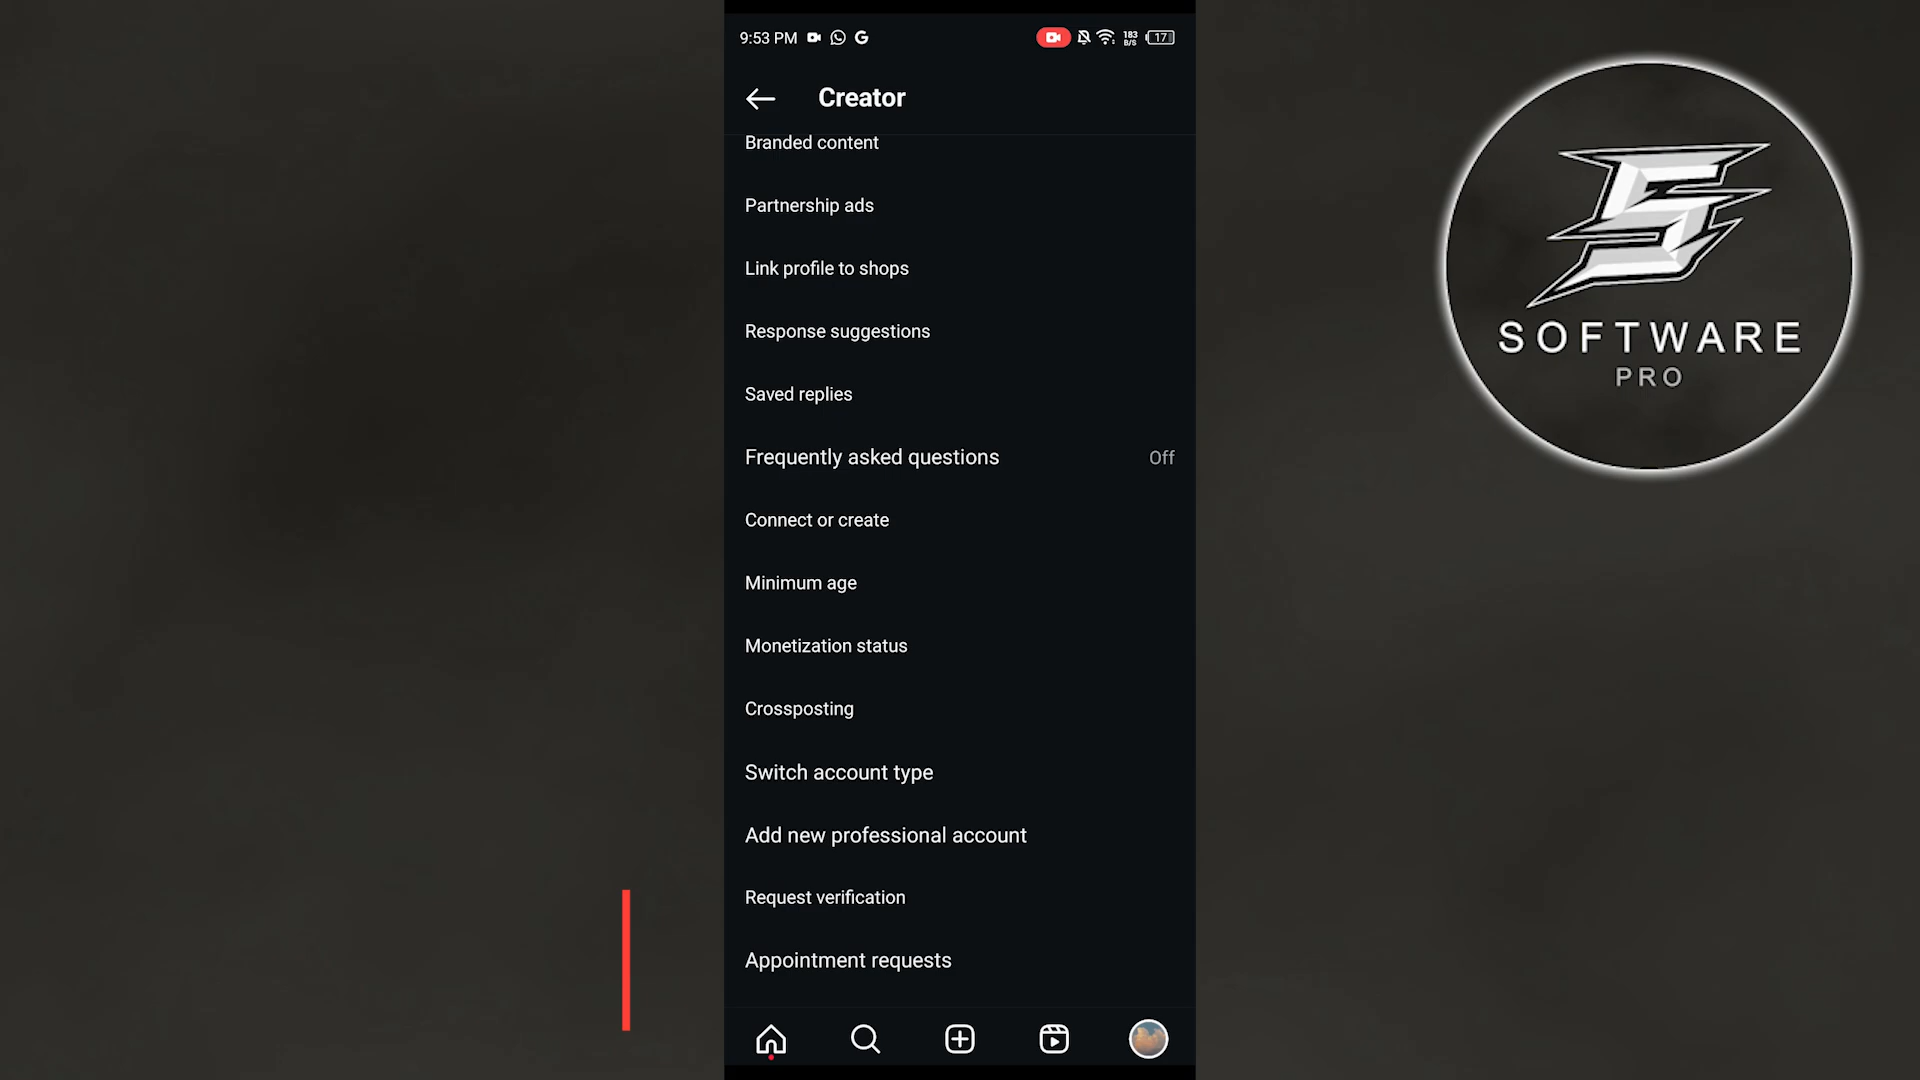 9:53 PM
183
B/S
17
Creator
Branded content
Partnership ads
Link profile to shops
Response suggestions
Saved replies
Frequently asked questions Off
Connect or create
Minimum age
Monetization status
Crossposting
Switch account type
Add new professional account
Request verification
Appointment requests
SOFTWARE
PRO